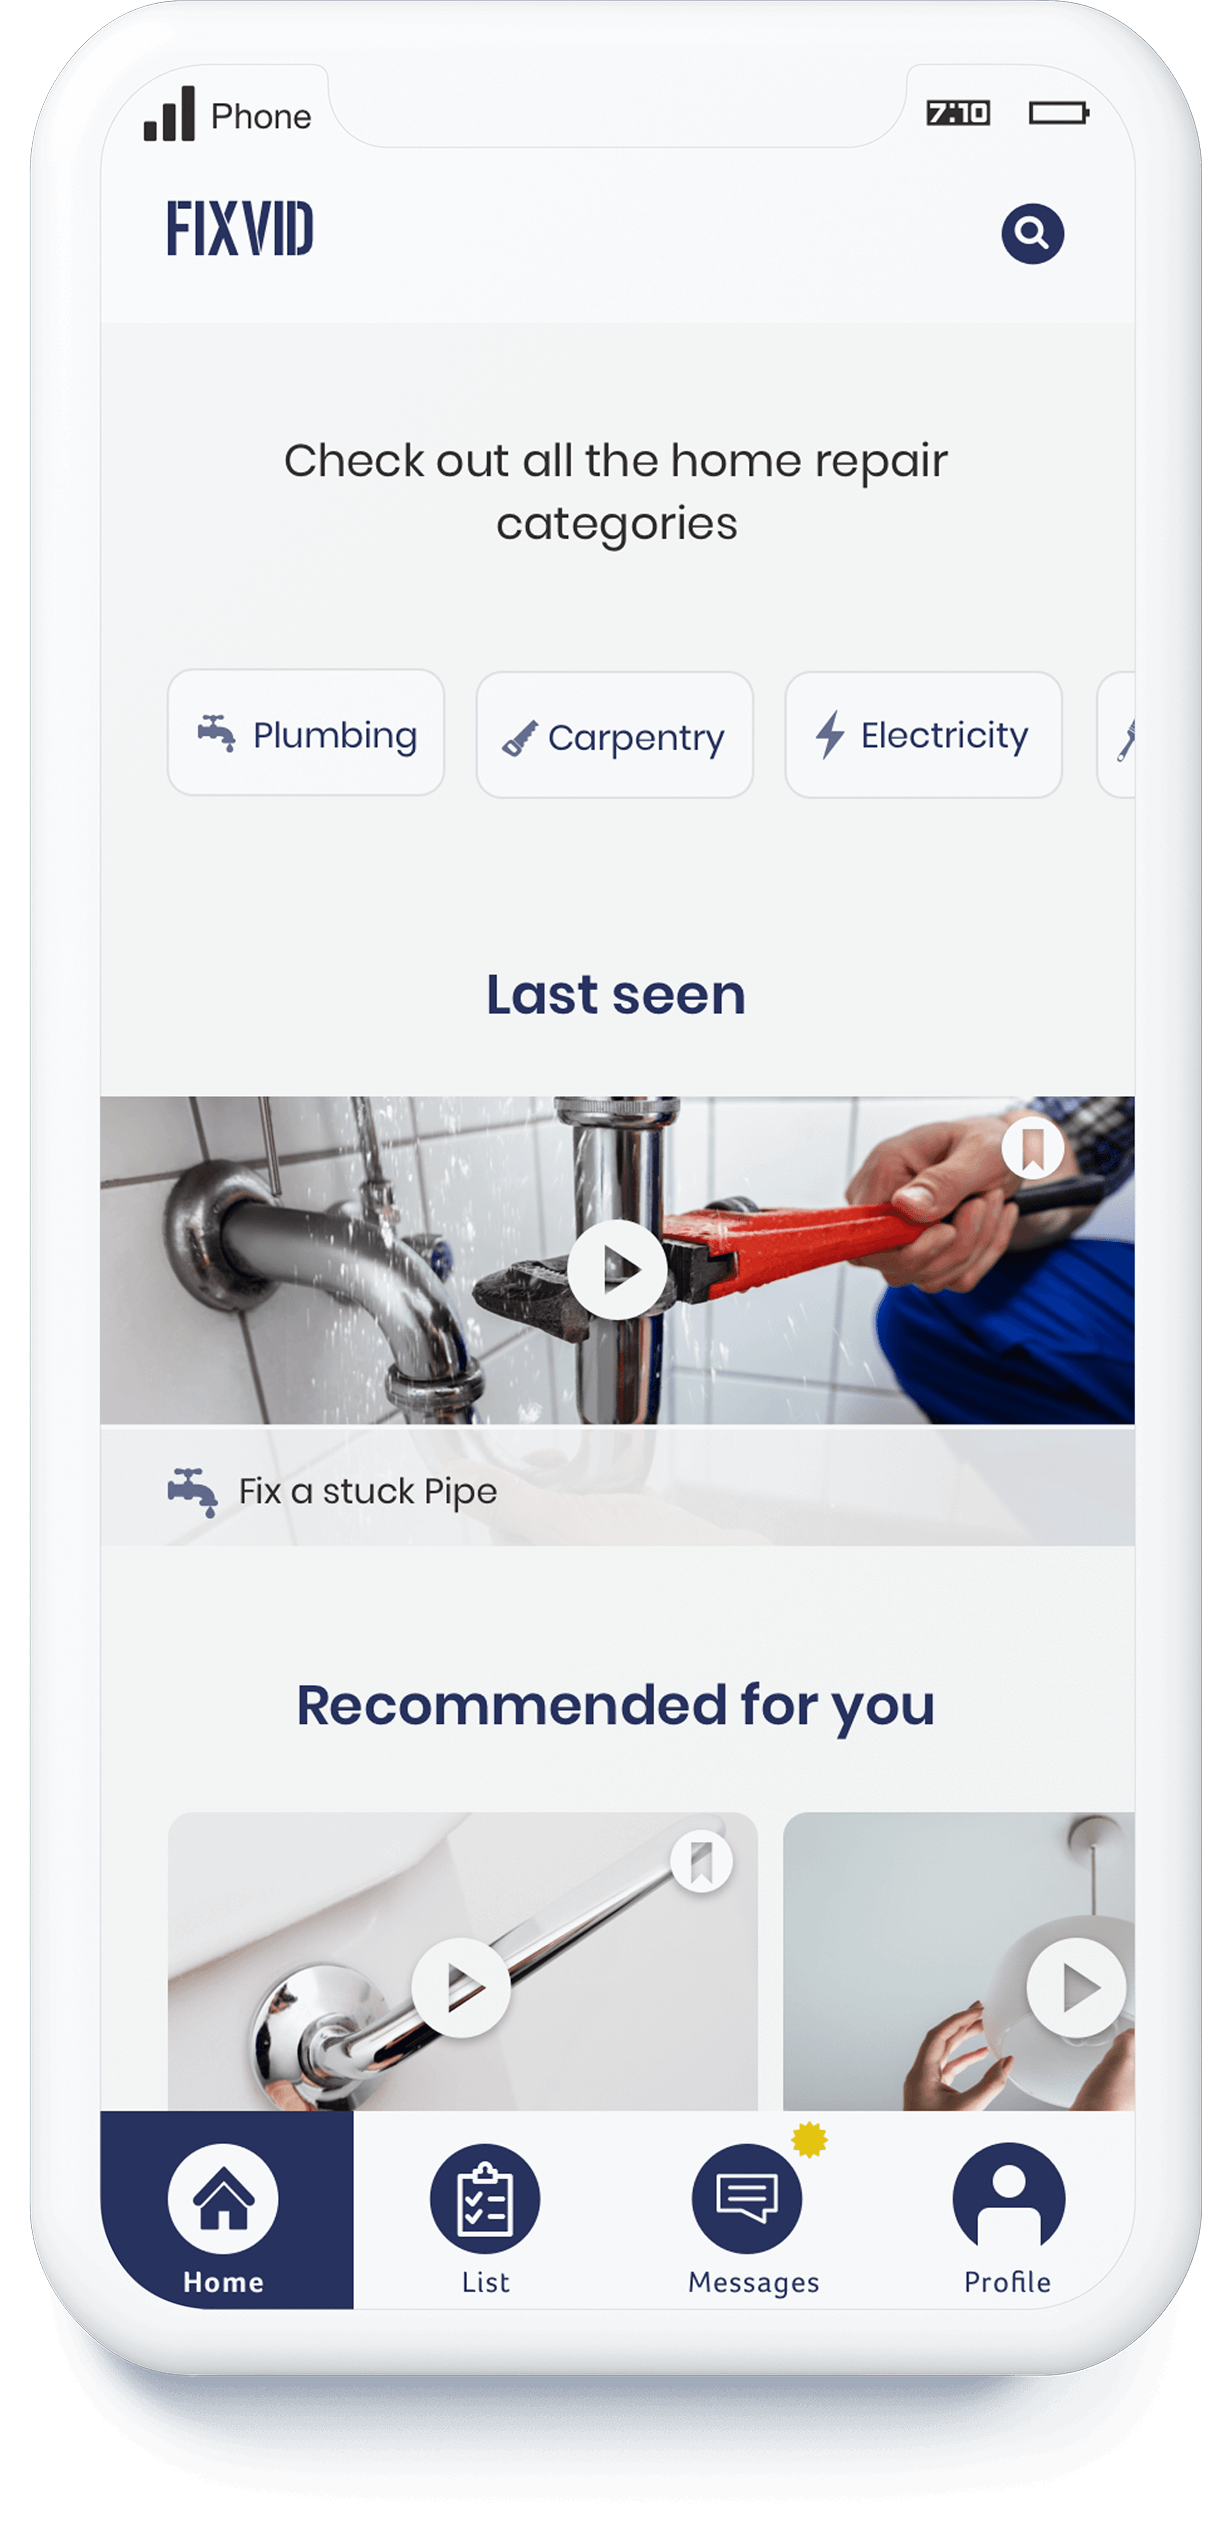 Phone
7:10
FIXVID
Check out all the home repair
categories
Plumbing
Carpentry
Electricity
Last seen
Fix a stuck Pipe
Recommended for you
Home
List
Messages
Profile